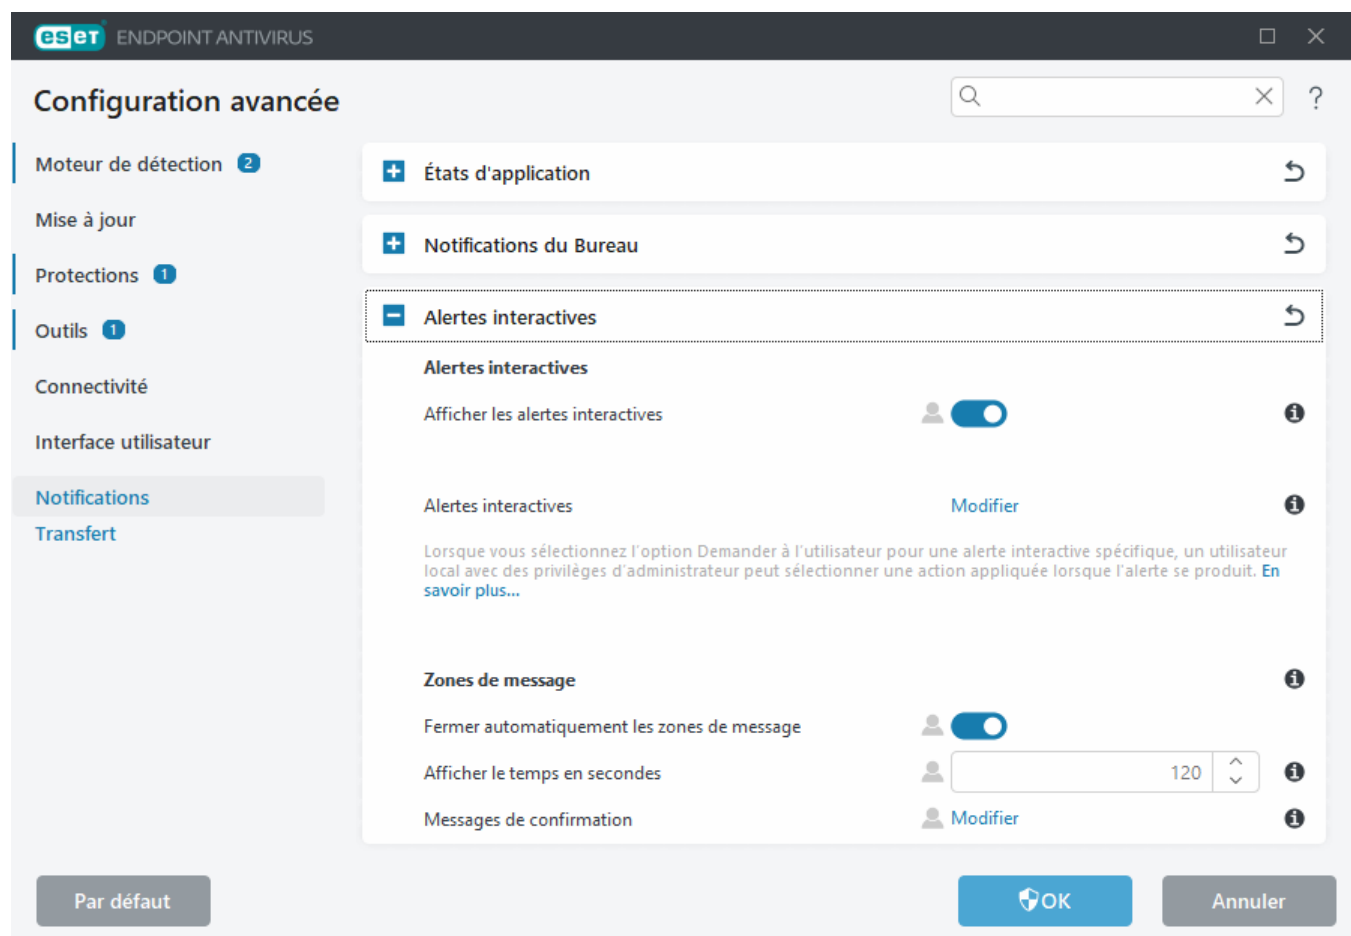 eset ENDPOINT ANTIVIRUS
Configuration avancée
?
Moteur de détection 2
Mise à jour
Protections 1
Outils 1
Connectivité
Interface utilisateur
Notifications
Transfert
États d'application
Notifications du Bureau
Alertes interactives
Alertes interactives
Afficher les alertes interactives
Alertes interactives Modifier
Lorsque vous sélectionnez l'option Demander à l'utilisateur pour une alerte interactive spécifique, un utilisateur
local avec des privilèges d'administrateur peut sélectionner une action appliquée lorsque l'alerte se produit. En
savoir plus...
Zones de message
Fermer automatiquement les zones de message
Afficher le temps en secondes 120
Messages de confirmation Modifier
Par défaut OK Annuler